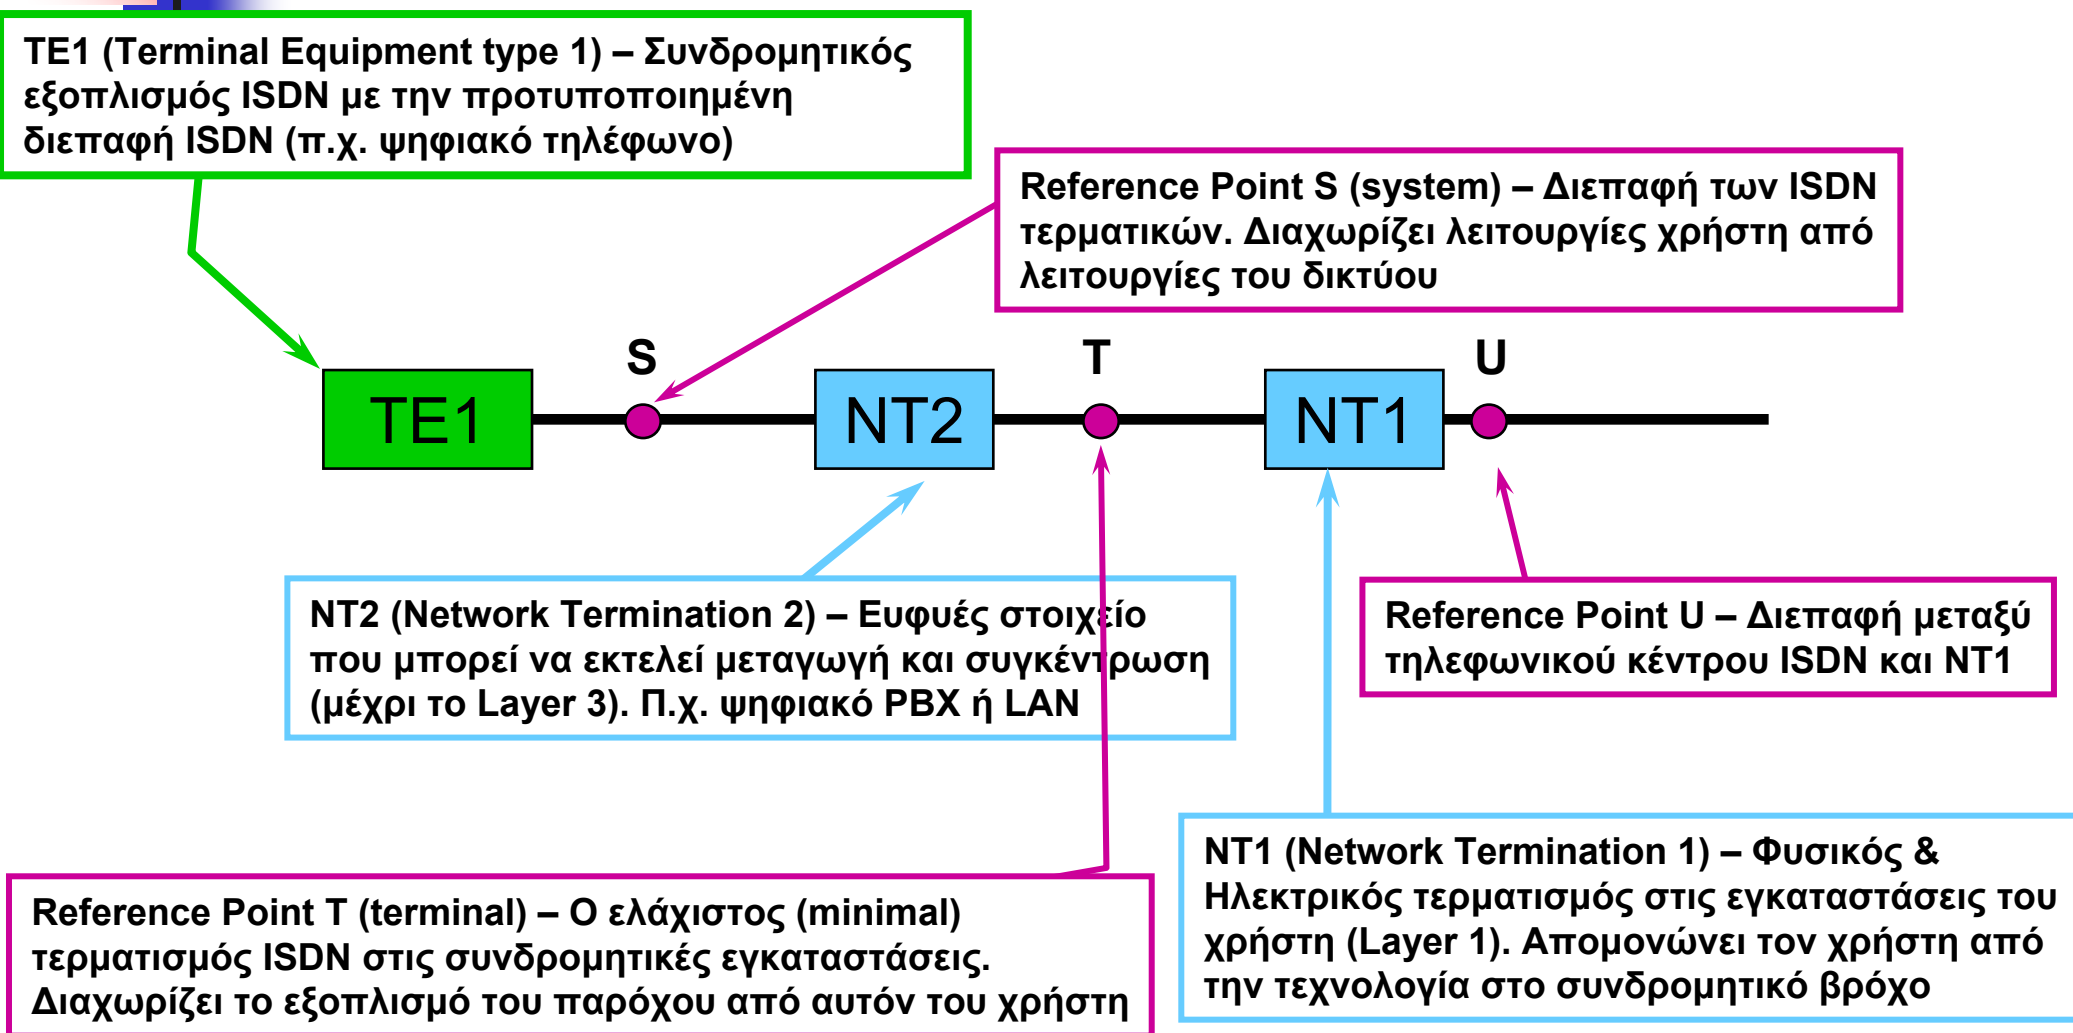 TE1 (Terminal Equipment type 1) – Συνδρομητικός
εξοπλισμός ISDN με την προτυποποιημένη
διεπαφή ISDN (π.χ. ψηφιακό τηλέφωνο)
Reference Point S (system) – Διεπαφή των ISDN
τερματικών. Διαχωρίζει λειτουργίες χρήστη από
λειτουργίες του δικτύου
S
T
U
TE1
NT2
NT1
NT2 (Network Termination 2) – Ευφυές στοιχείο
που μπορεί να εκτελεί μεταγωγή και συγκέντρωση
(μέχρι το Layer 3). Π.χ. ψηφιακό PBX ή LAN
Reference Point U – Διεπαφή μεταξύ
τηλεφωνικού κέντρου ISDN και NT1
NT1 (Network Termination 1) – Φυσικός &
Ηλεκτρικός τερματισμός στις εγκαταστάσεις του
χρήστη (Layer 1). Απομονώνει τον χρήστη από
την τεχνολογία στο συνδρομητικό βρόχο
Reference Point T (terminal) – Ο ελάχιστος (minimal)
τερματισμός ISDN στις συνδρομητικές εγκαταστάσεις.
Διαχωρίζει το εξοπλισμό του παρόχου από αυτόν του χρήστη